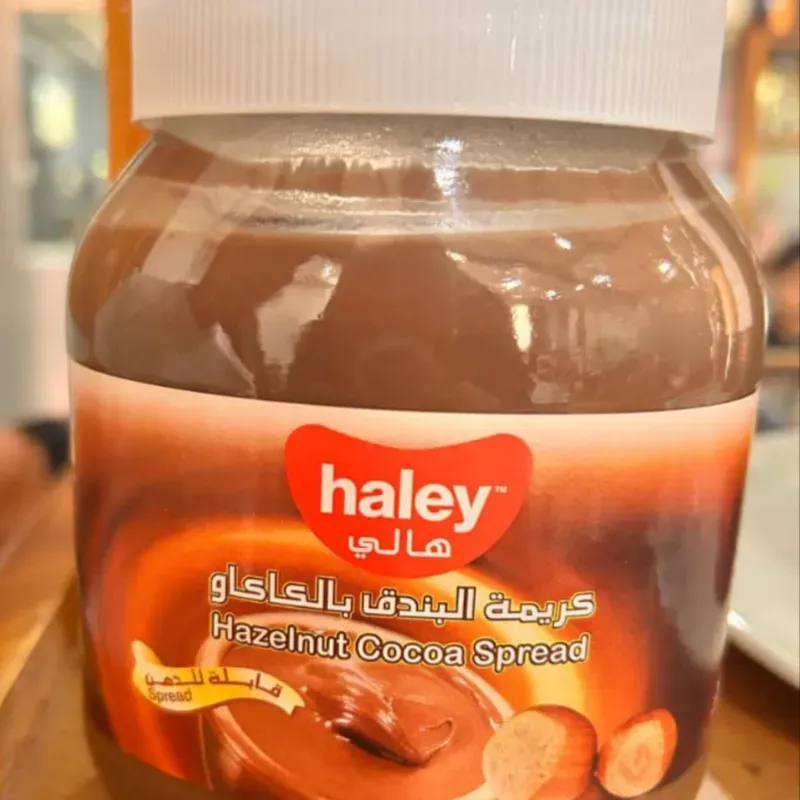 haley™
هالي
كريمة البندق بالكاكاو
Hazelnut Cocoa Spread
قابلة للدهن
Spread